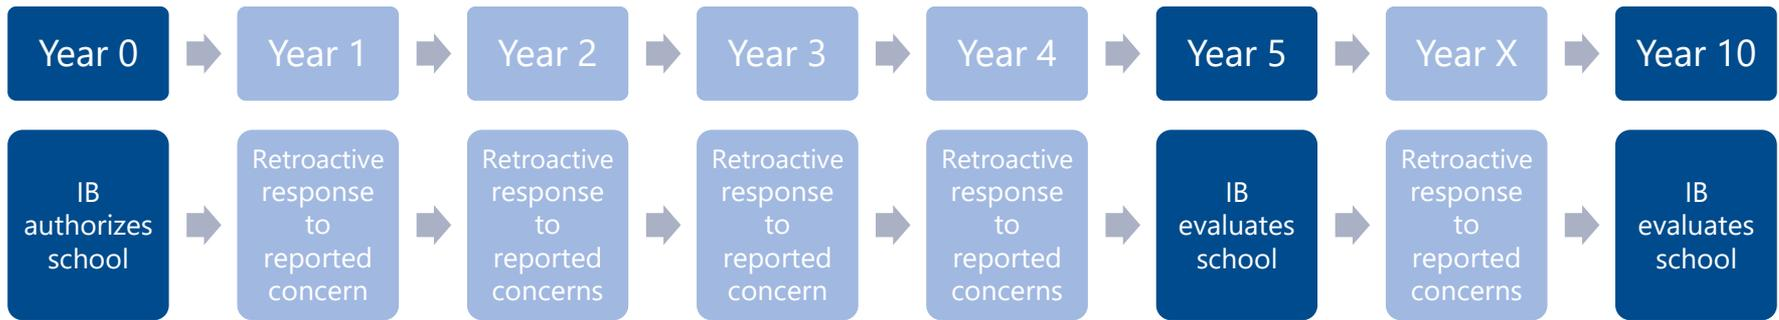 Year 0
Year 1
Year 2
Year 3
Year 4
Year 5
Year X
Year 10
IB
authorizes
school
Retroactive
response
to
reported
concern
Retroactive
response
to
reported
concerns
Retroactive
response
to
reported
concern
Retroactive
response
to
reported
concerns
IB
evaluates
school
Retroactive
response
to
reported
concerns
IB
evaluates
school